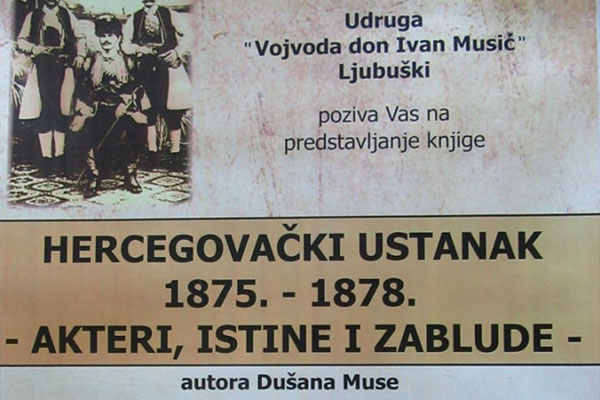 Udruga
"Vojvoda don Ivan Musić"
Ljubuški
poziva Vas na
predstavljanje knjige
HERCEGOVAČKI USTANAK
1875. - 1878.
- AKTERI, ISTINE I ZABLUDE -
autora Dušana Muse